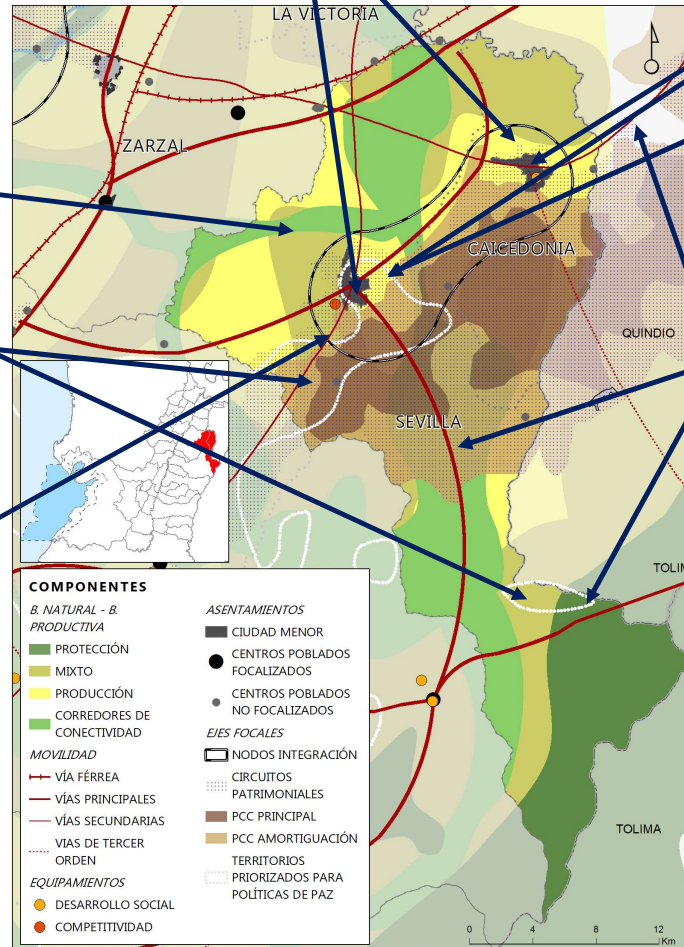 LA VICTORIA
ZARZAL
CAICEDONIA
QUINDIO
SEVILLA
TOLIM
TOLIMA
COMPONENTES
B. NATURAL - B.
PRODUCTIVA
PROTECCIÓN
MIXTO
PRODUCCIÓN
CORREDORES DE
CONECTIVIDAD
MOVILIDAD
VÍA FÉRREA
VÍAS PRINCIPALES
VÍAS SECUNDARIAS
VIAS DE TERCER
ORDEN
EQUIPAMIENTOS
DESARROLLO SOCIAL
COMPETITIVIDAD
ASENTAMIENTOS
CIUDAD MENOR
CENTROS POBLADOS
FOCALIZADOS
CENTROS POBLADOS
NO FOCALIZADOS
EJES FOCALES
NODOS INTEGRACIÓN
CIRCUITOS
PATRIMONIALES
PCC PRINCIPAL
PCC AMORTIGUACIÓN
TERRITORIOS
PRIORIZADOS PARA
POLÍTICAS DE PAZ
0 4 8 12
Km